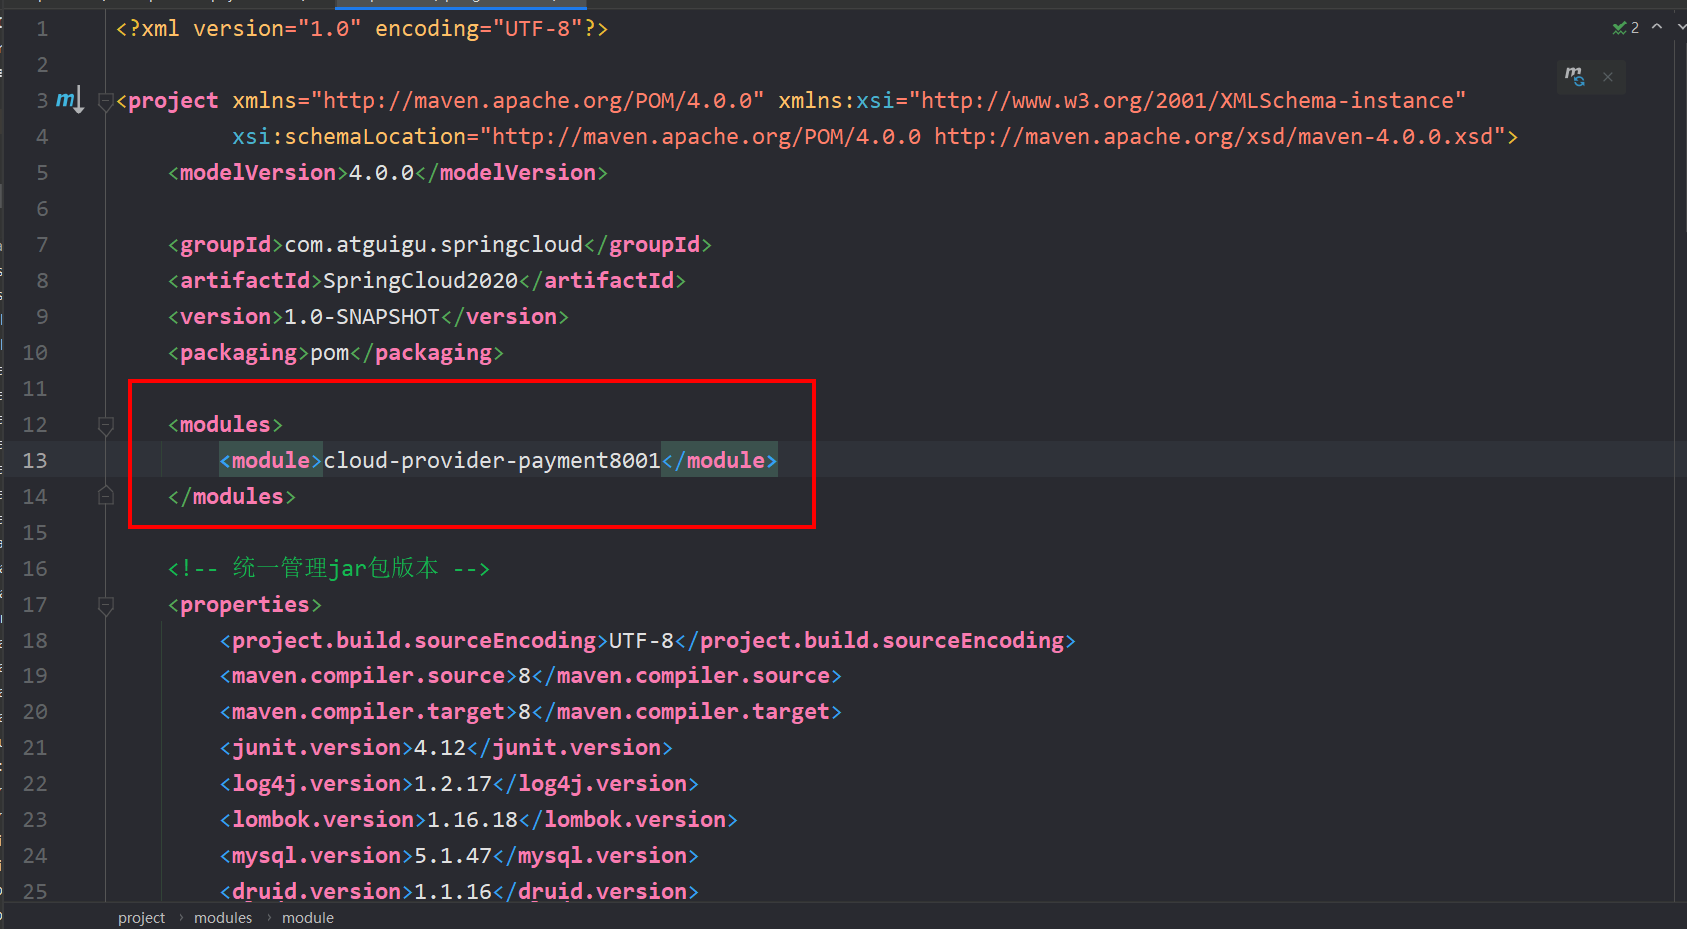 2
1 <?xml version="1.0" encoding="UTF-8"?>
2
3 <project xmlns="http://maven.apache.org/POM/4.0.0" xmlns:xsi="http://www.w3.org/2001/XMLSchema-instance"
4 xsi:schemaLocation="http://maven.apache.org/POM/4.0.0 http://maven.apache.org/xsd/maven-4.0.0.xsd">
5 <modelVersion>4.0.0</modelVersion>
6
7 <groupId>com.atguigu.springcloud</groupId>
8 <artifactId>SpringCloud2020</artifactId>
9 <version>1.0-SNAPSHOT</version>
10 <packaging>pom</packaging>
11
12 <modules>
13 <module>cloud-provider-payment8001</module>
14 </modules>
15
16 <!-- 统一管理jar包版本 -->
17 <properties>
18 <project.build.sourceEncoding>UTF-8</project.build.sourceEncoding>
19 <maven.compiler.source>8</maven.compiler.source>
20 <maven.compiler.target>8</maven.compiler.target>
21 <junit.version>4.12</junit.version>
22 <log4j.version>1.2.17</log4j.version>
23 <lombok.version>1.16.18</lombok.version>
24 <mysql.version>5.1.47</mysql.version>
25 <druid.version>1.1.16</druid.version>
project › modules › module